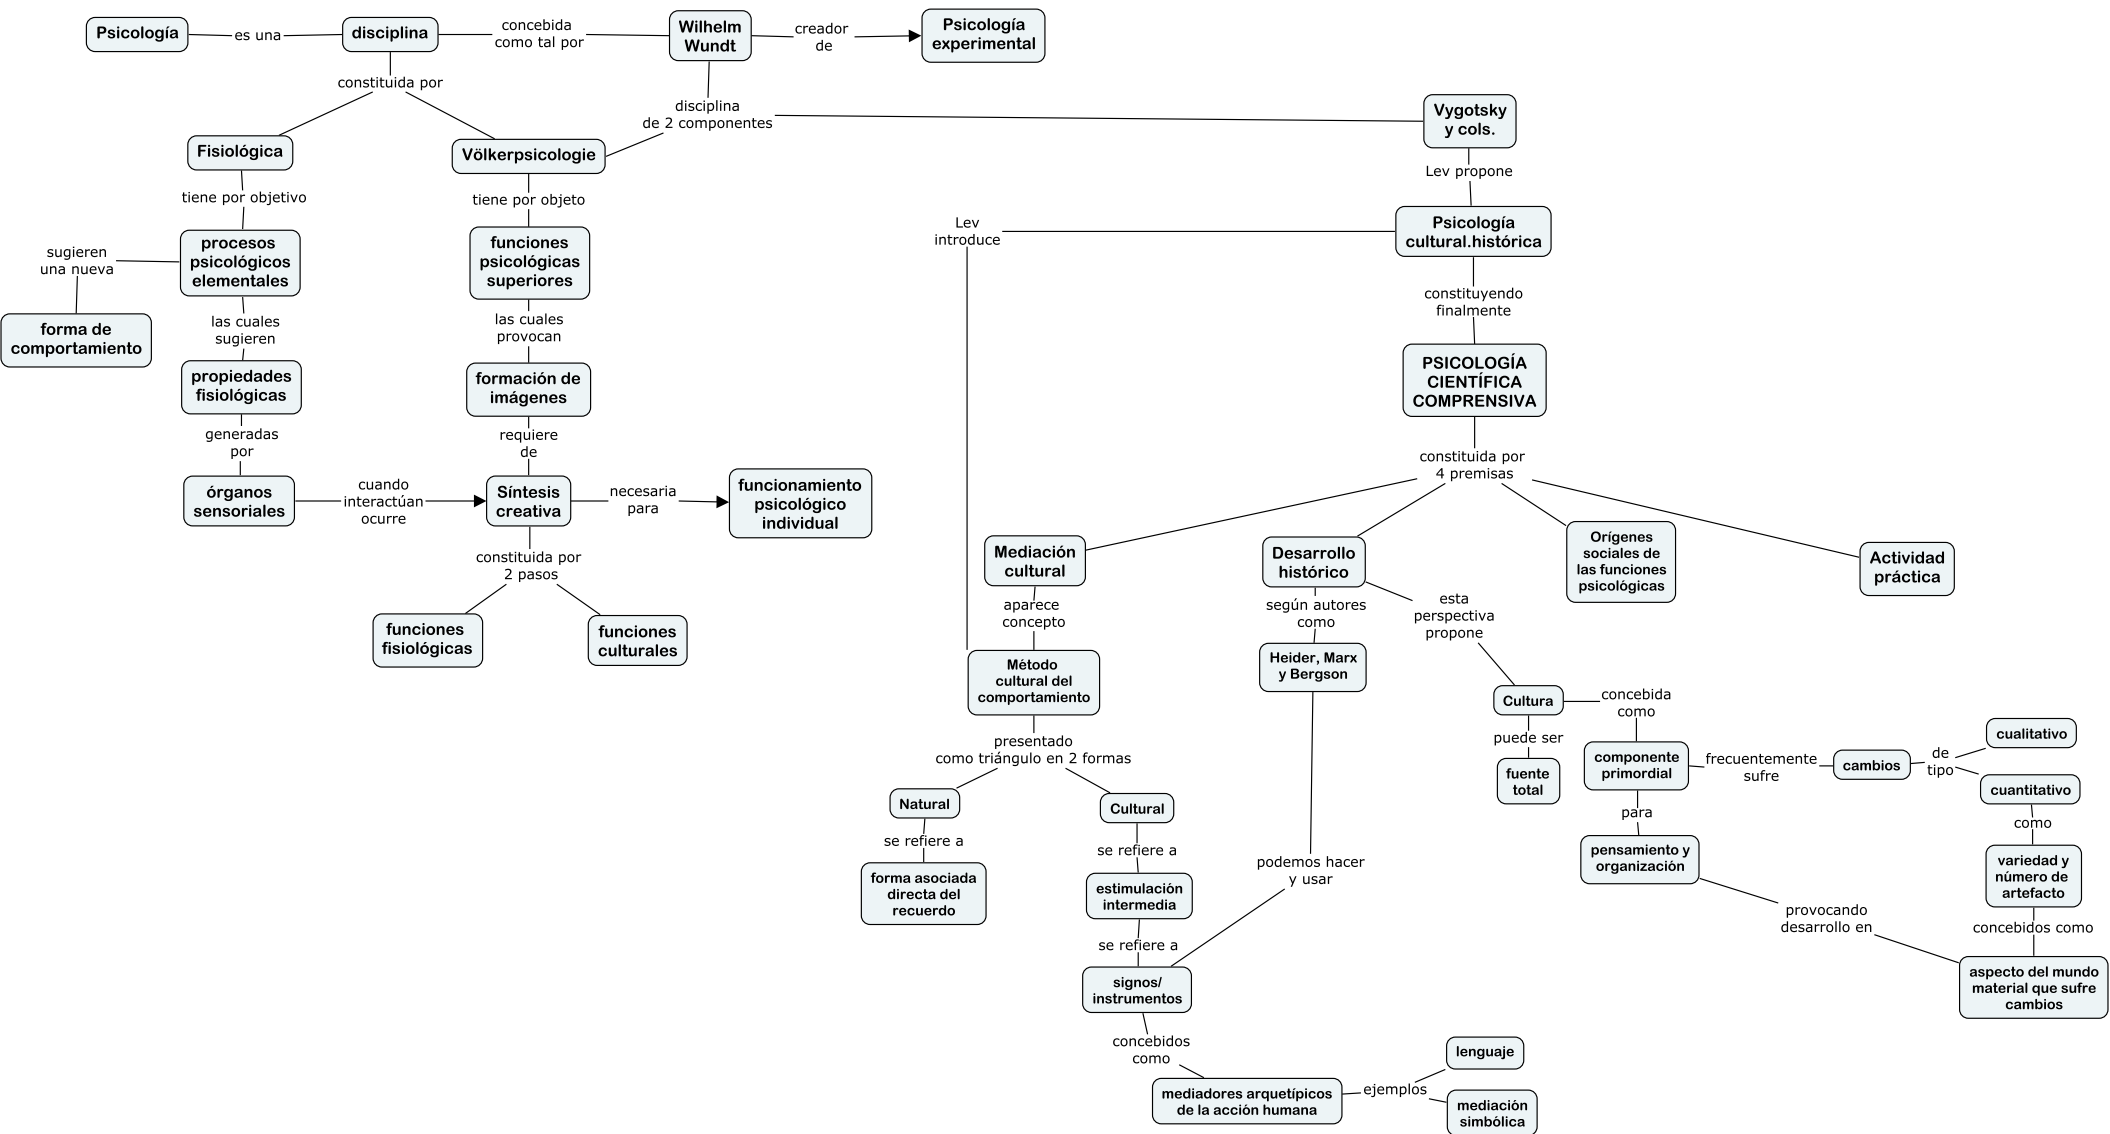 Psicología
es una
disciplina
concebida
como tal por
Wilhelm
Wundt
creador
de
Psicología
experimental
constituida por
disciplina
de 2 componentes
Vygotsky
y cols.
Fisiológica
Völkerpsicologie
Lev propone
tiene por objetivo
tiene por objeto
Lev
introduce
Psicología
cultural.histórica
procesos
psicológicos
elementales
sugieren
una nueva
funciones
psicológicas
superiores
constituyendo
finalmente
forma de
comportamiento
las cuales
sugieren
las cuales
provocan
PSICOLOGÍA
CIENTÍFICA
COMPRENSIVA
propiedades
fisiológicas
formación de
imágenes
generadas
por
requiere
de
constituida por
4 premisas
órganos
sensoriales
cuando
interactúan
ocurre
Síntesis
creativa
necesaria
para
funcionamiento
psicológico
individual
constituida por
2 pasos
funciones
fisiológicas
funciones
culturales
Mediación
cultural
Desarrollo
histórico
Orígenes
sociales de
las funciones
psicológicas
Actividad
práctica
aparece
concepto
según autores
como
esta
perspectiva
propone
Método
cultural del
comportamiento
Heider, Marx
y Bergson
Cultura
concebida
como
puede ser
fuente
total
componente
primordial
frecuentemente
sufre
cambios
de
tipo
cualitativo
cuantitativo
presentado
como triángulo en 2 formas
Natural
Cultural
para
como
se refiere a
se refiere a
pensamiento y
organización
variedad y
número de
artefacto
forma asociada
directa del
recuerdo
estimulación
intermedia
podemos hacer
y usar
provocando
desarrollo en
concebidos como
se refiere a
signos/
instrumentos
aspecto del mundo
material que sufre
cambios
concebidos
como
mediadores arquetípicos
de la acción humana
ejemplos
lenguaje
mediación
simbólica